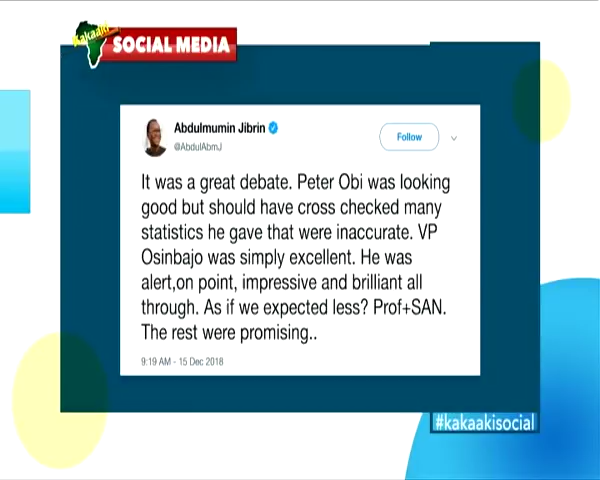 Kakaaki
SOCIAL MEDIA
Abdulmumin Jibrin
@AbdulAbmJ
Follow
It was a great debate. Peter Obi was looking
good but should have cross checked many
statistics he gave that were inaccurate. VP
Osinbajo was simply excellent. He was
alert,on point, impressive and brilliant all
through. As if we expected less? Prof+SAN.
The rest were promising..
9:19 AM - 15 Dec 2018
#kakaakisocial